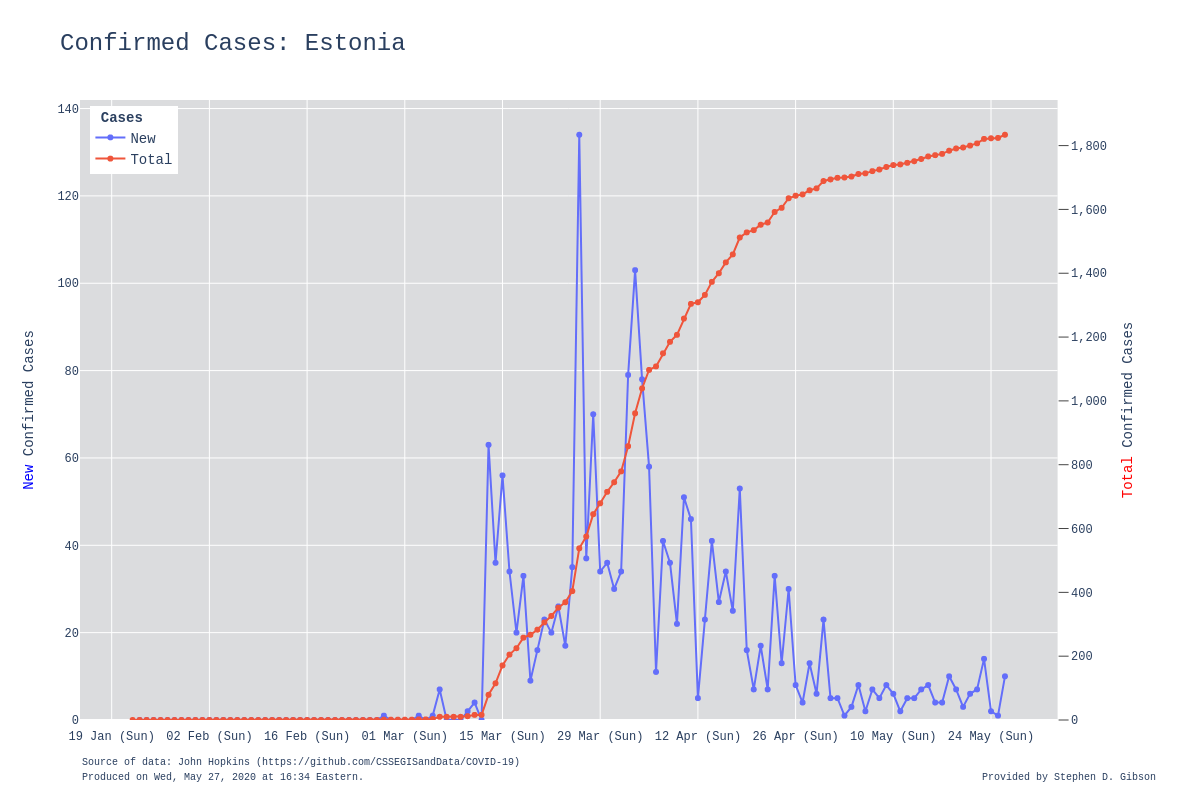 Confirmed Cases: Estonia
Cases
New
Total
140
120
100
80
60
40
20
0
New Confirmed Cases
1,800
1,600
1,400
1,200
1,000
800
600
400
200
0
Total Confirmed Cases
19 Jan (Sun) 02 Feb (Sun) 16 Feb (Sun) 01 Mar (Sun) 15 Mar (Sun) 29 Mar (Sun) 12 Apr (Sun) 26 Apr (Sun) 10 May (Sun) 24 May (Sun)
Source of data: John Hopkins (https://github.com/CSSEGISandData/COVID-19)
Produced on Wed, May 27, 2020 at 16:34 Eastern.
Provided by Stephen D. Gibson